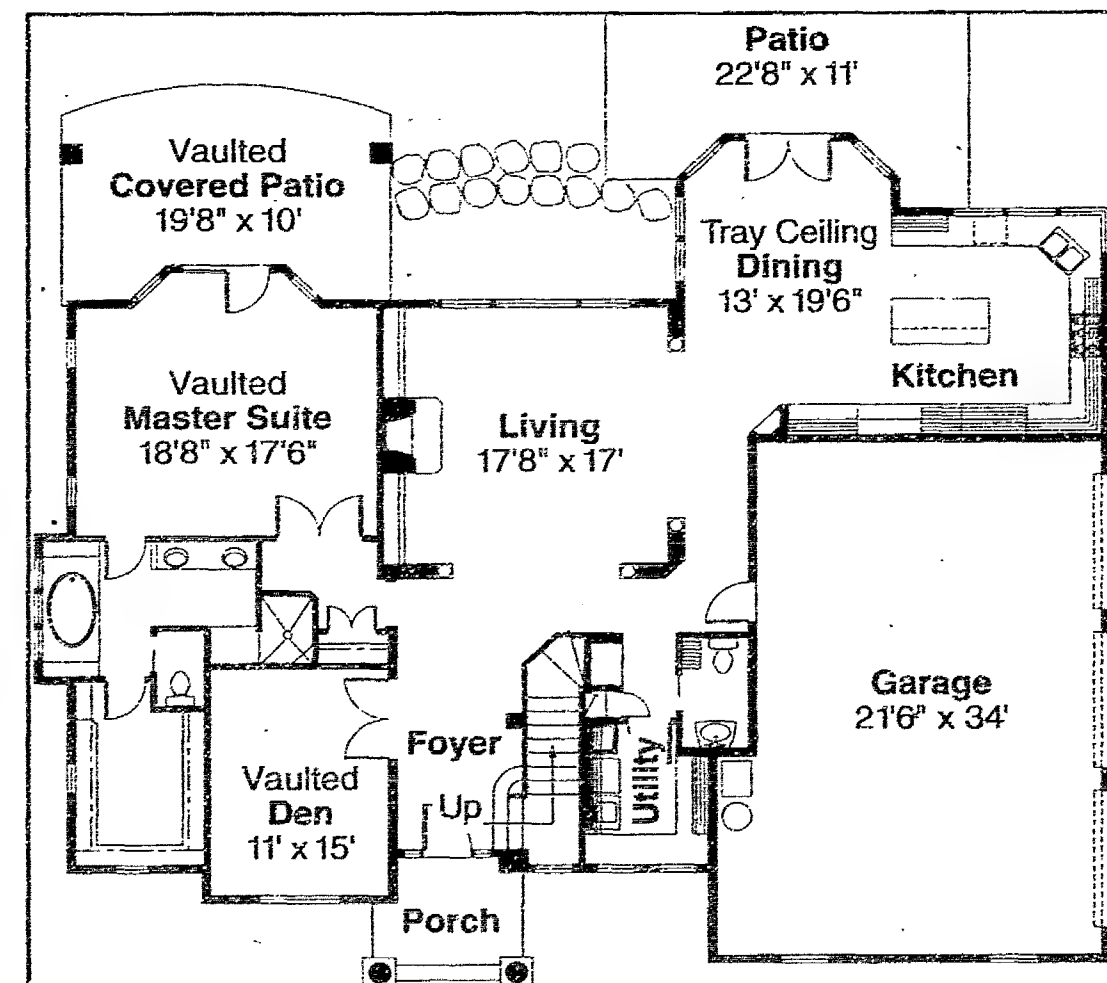 Patio
22'8" x 11'
Vaulted
Covered Patio
19'8" x 10'
Tray Ceiling
Dining
13' x 19'6"
Kitchen
Vaulted
Master Suite
18'8" x 17'6"
Living
17'8" x 17'
Garage
21'6" x 34'
Foyer
Up
Utility
Vaulted
Den
11' x 15'
Porch